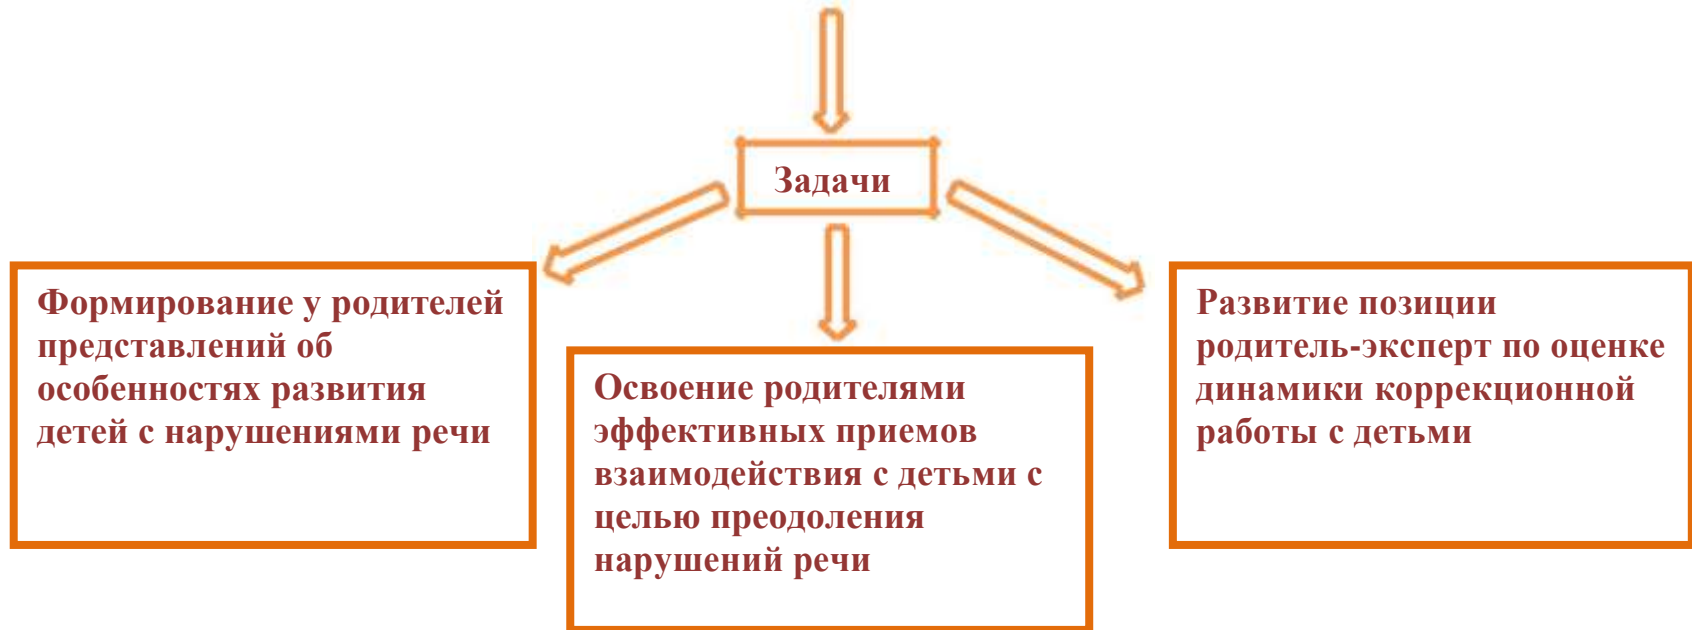 Задачи
Формирование у родителей
представлений об
особенностях развития
детей с нарушениями речи
Освоение родителями
эффективных приемов
взаимодействия с детьми с
целью преодоления
нарушений речи
Развитие позиции
родитель-эксперт по оценке
динамики коррекционной
работы с детьми